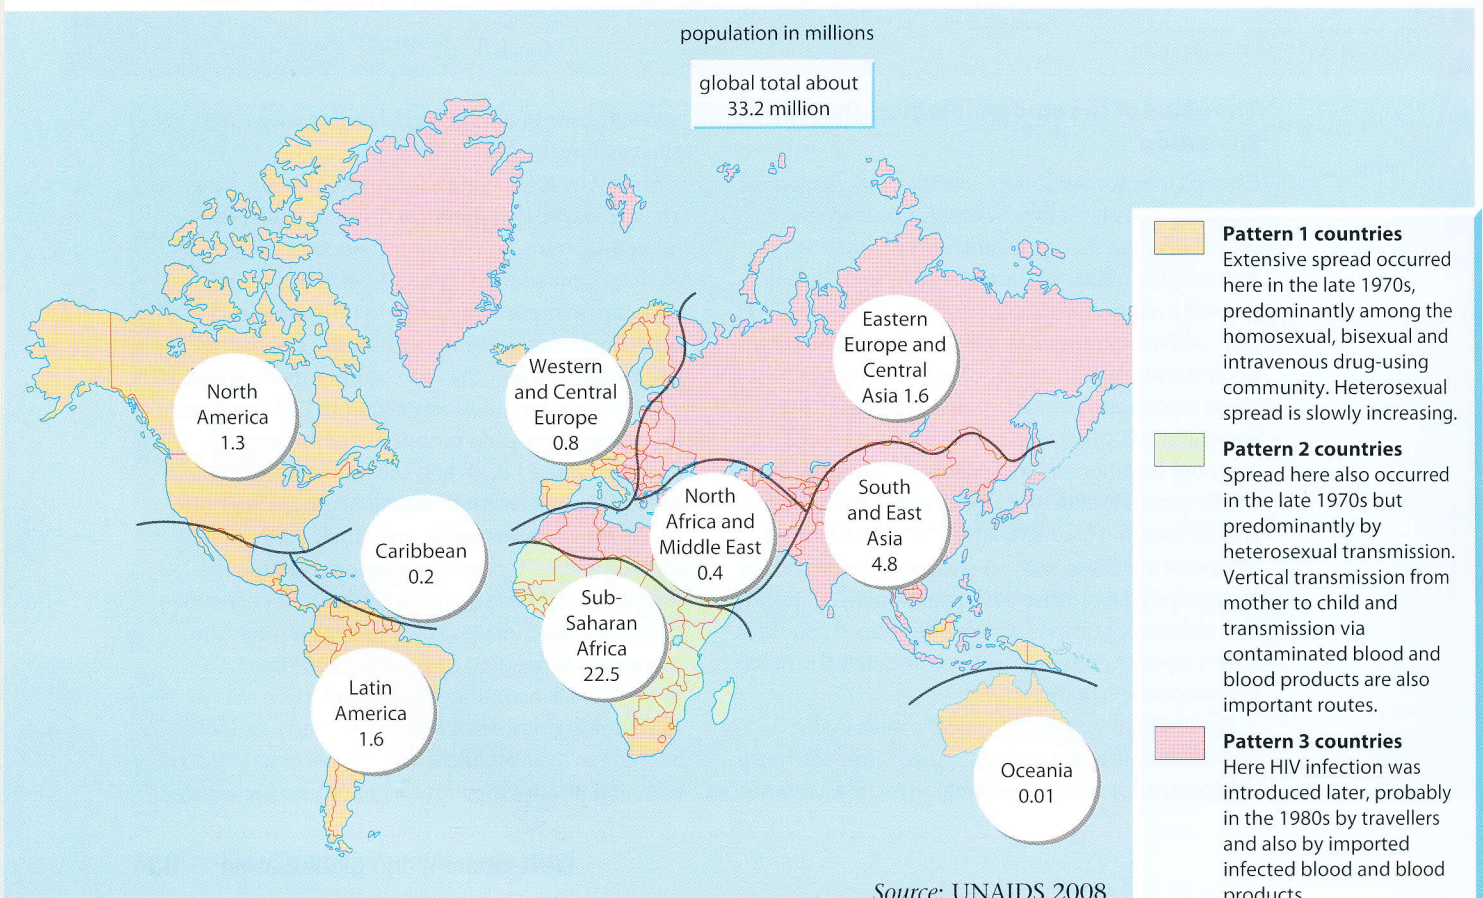 population in millions
global total about
33.2 million
North
America
1.3
Western
and Central
Europe
0.8
Eastern
Europe and
Central
Asia 1.6
Caribbean
0.2
North
Africa and
Middle East
0.4
South
and East
Asia
4.8
Sub-
Saharan
Africa
22.5
Latin
America
1.6
Oceania
0.01
Pattern 1 countries
Extensive spread occurred
here in the late 1970s,
predominantly among the
homosexual, bisexual and
intravenous drug-using
community. Heterosexual
spread is slowly increasing.
Pattern 2 countries
Spread here also occurred
in the late 1970s but
predominantly by
heterosexual transmission.
Vertical transmission from
mother to child and
transmission via
contaminated blood and
blood products are also
important routes.
Pattern 3 countries
Here HIV infection was
introduced later, probably
in the 1980s by travellers
and also by imported
infected blood and blood
products
Source: UNAIDS 2008